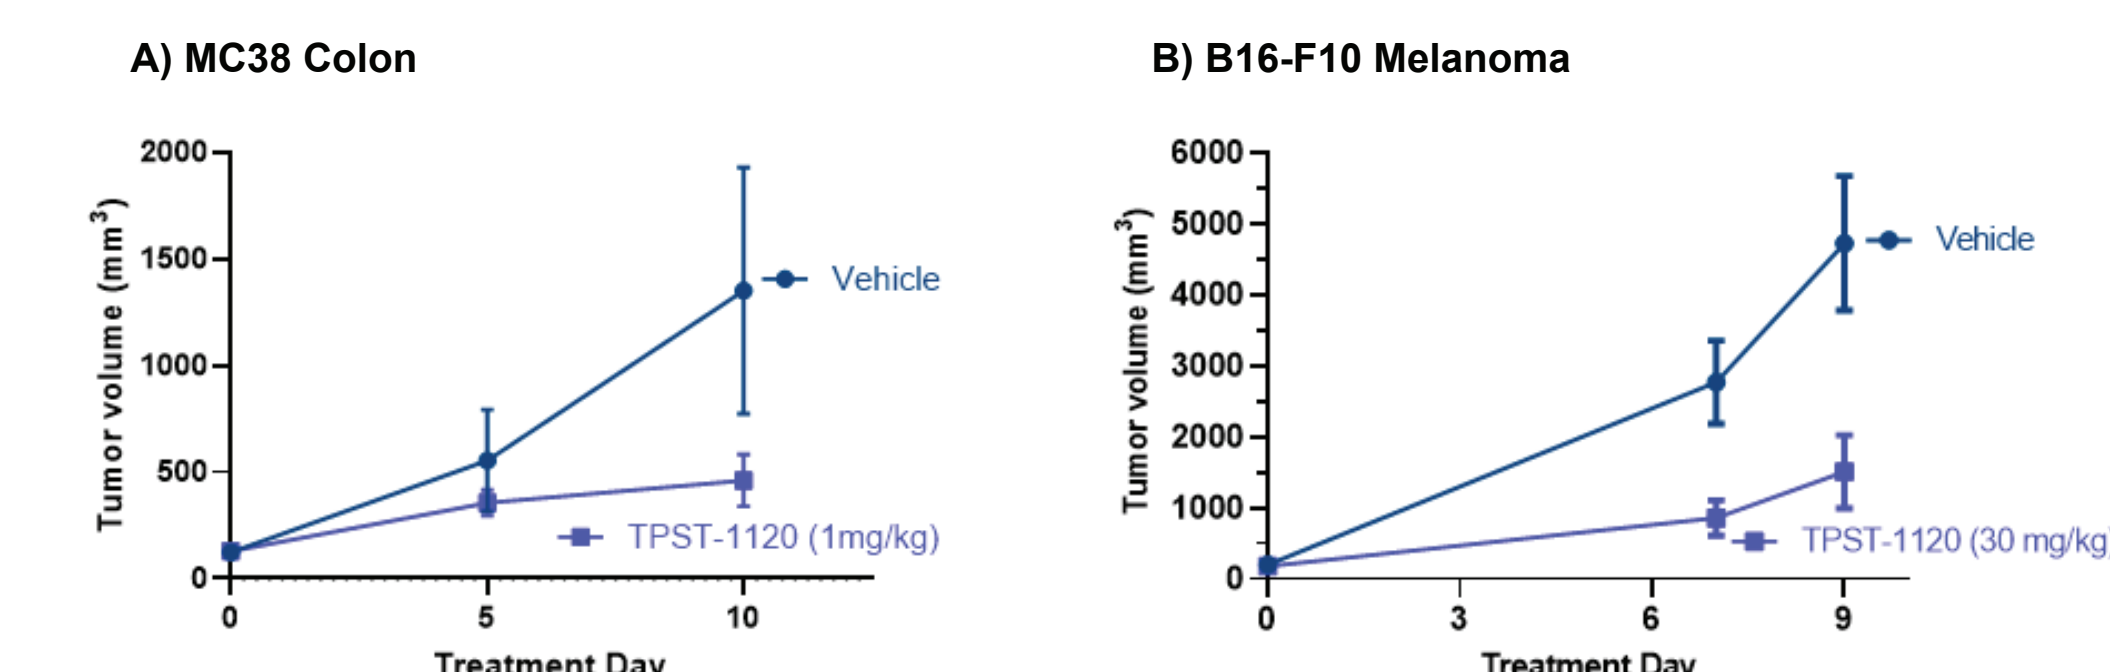 A) MC38 Colon
B) B16-F10 Melanoma
Tumor volume (mm³)
2000
1500
1000
500
0
0
5
10
Treatment Day
Vehicle
TPST-1120 (1mg/kg)
Tumor volume (mm³)
6000
5000
4000
3000
2000
1000
0
0
3
6
9
Treatment Day
Vehicle
TPST-1120 (30 mg/kg)